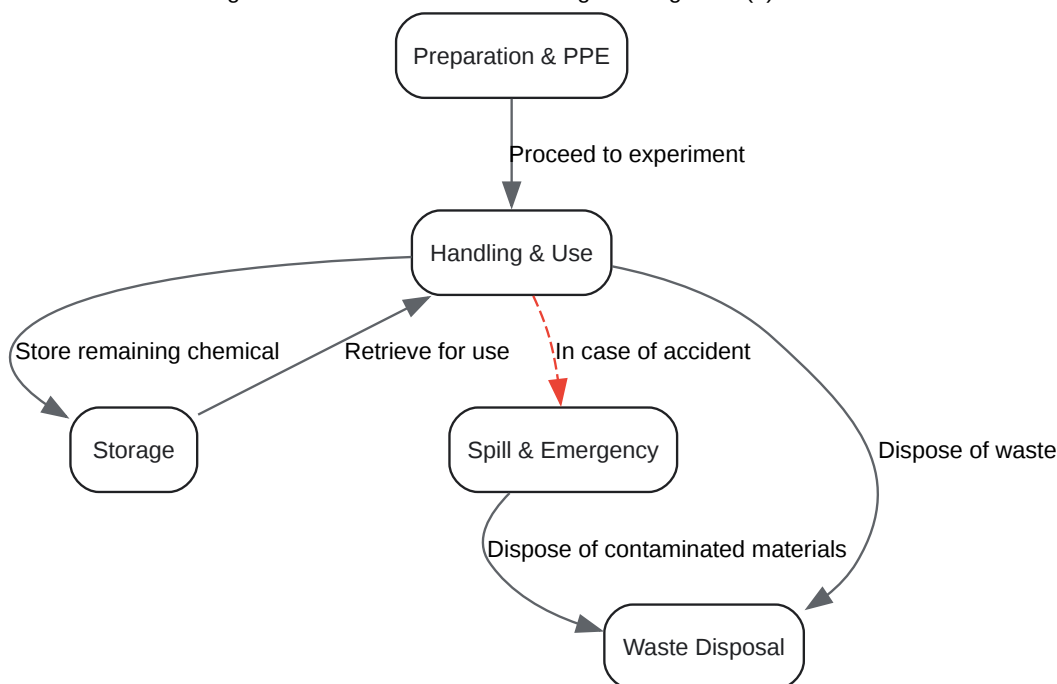 Preparation & PPE
Proceed to experiment
Handling & Use
Store remaining chemical
Retrieve for use
In case of accident
Storage
Spill & Emergency
Dispose of waste
Dispose of contaminated materials
Waste Disposal